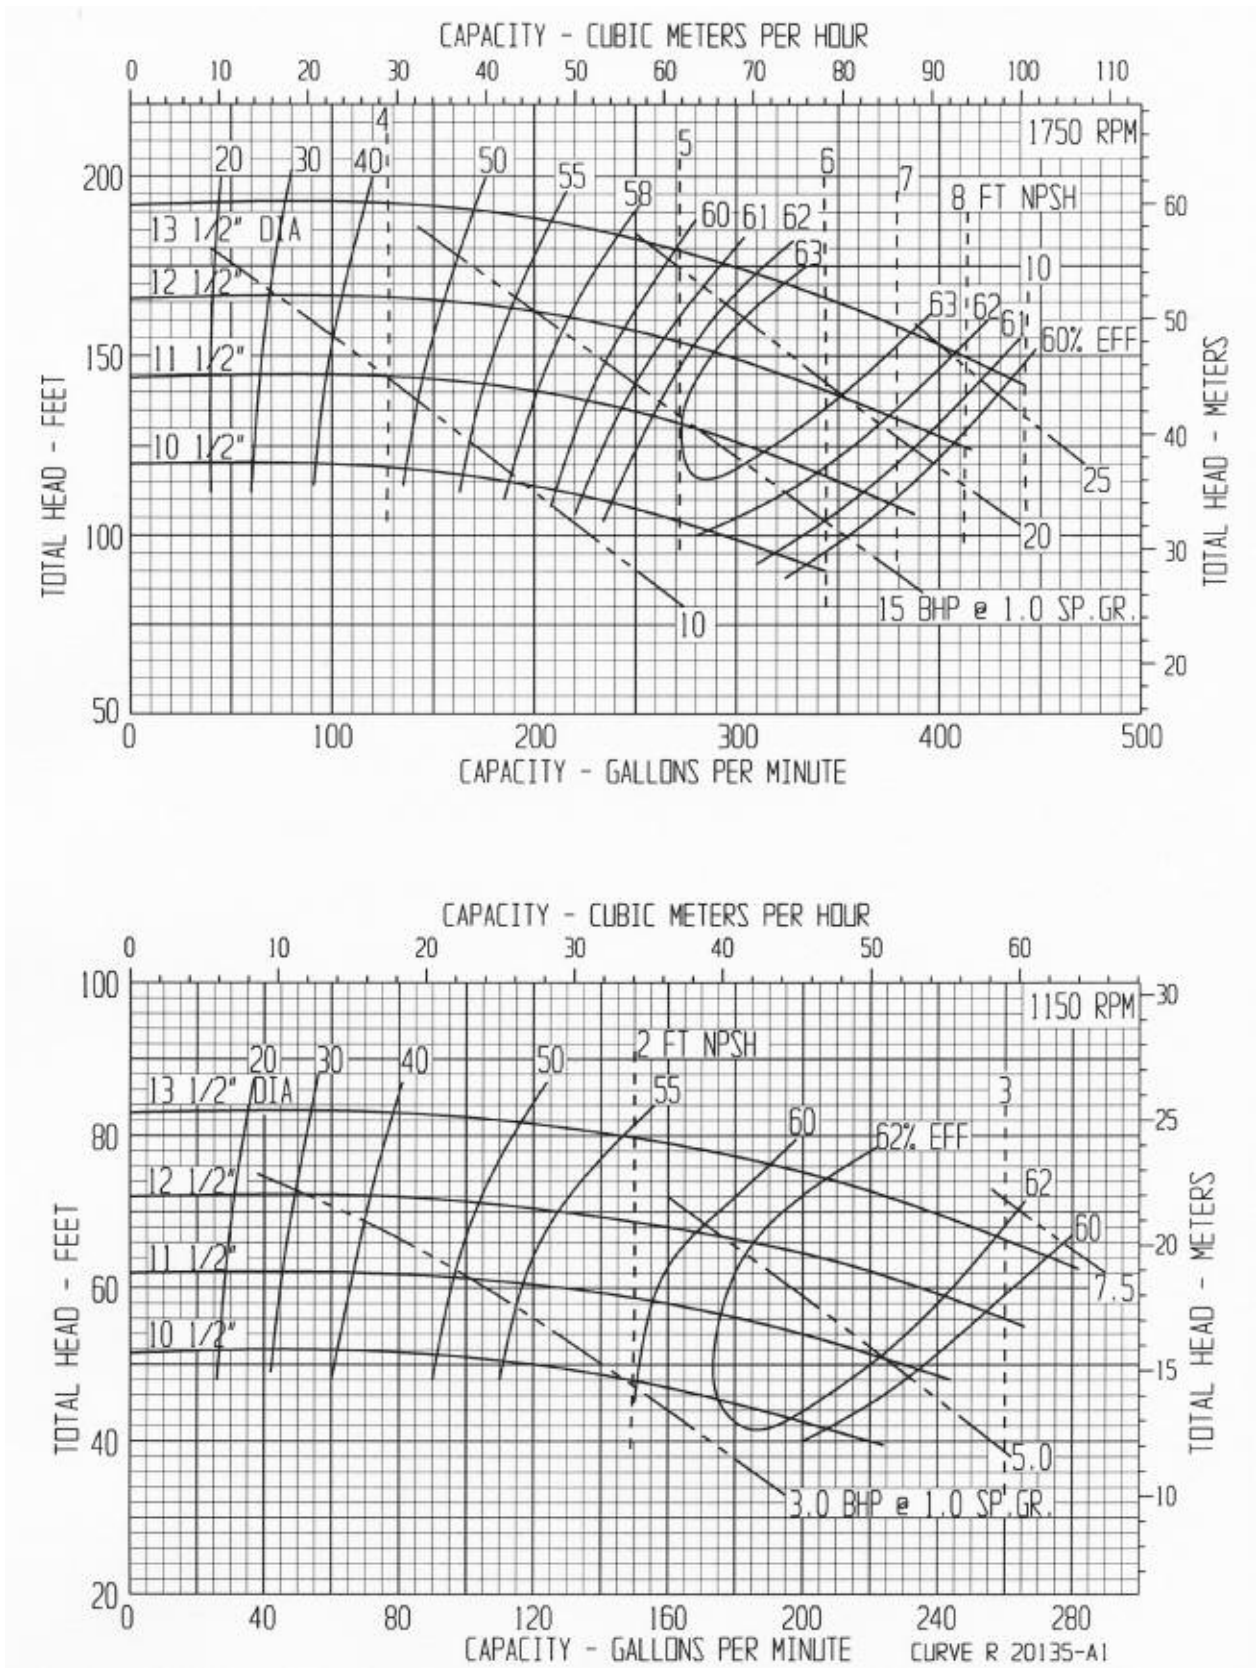 CAPACITY - CUBIC METERS PER HOUR
0 10 20 30 40 50 60 70 80 90 100 110
1750 RPM
4
5
6
7
8 FT NPSH
10
20 30 40 50 55 58 60 61 62 63
200
150
100
50
60
50
40
30
20
13 1/2" DIA
12 1/2"
11 1/2"
10 1/2"
63 62 61 60% EFF
25
20
15 BHP @ 1.0 SP.GR.
10
TOTAL HEAD - FEET
TOTAL HEAD - METERS
0 100 200 300 400 500
CAPACITY - GALLONS PER MINUTE
CAPACITY - CUBIC METERS PER HOUR
0 10 20 30 40 50 60
1150 RPM
2 FT NPSH
3
20 30 40 50 55 60 62% EFF
100
80
60
40
20
30
25
20
15
10
13 1/2" DIA
12 1/2"
11 1/2"
10 1/2"
62
60
7.5
5.0
3.0 BHP @ 1.0 SP.GR.
TOTAL HEAD - FEET
TOTAL HEAD - METERS
0 40 80 120 160 200 240 280
CAPACITY - GALLONS PER MINUTE
CURVE R 20135-A1